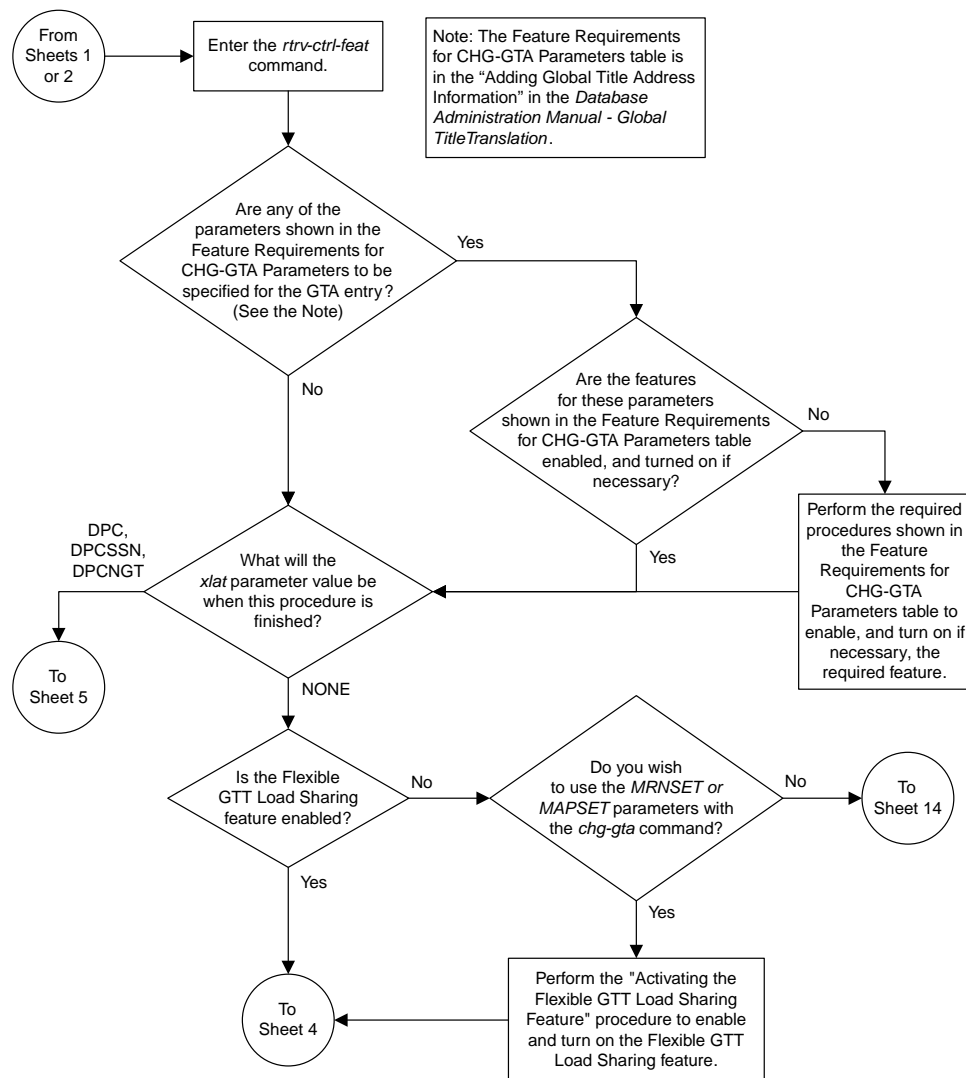 From
Sheets 1
or 2
Enter the rtrv-ctrl-feat
command.
Note: The Feature Requirements
for CHG-GTA Parameters table is
in the “Adding Global Title Address
Information” in the Database
Administration Manual - Global
TitleTranslation.
Are any of the
parameters shown in the
Feature Requirements for
CHG-GTA Parameters to be
specified for the GTA entry?
(See the Note)
Yes
No
Are the features
for these parameters
shown in the Feature Requirements
for CHG-GTA Parameters table
enabled, and turned on if
necessary?
No
Yes
Perform the required
procedures shown in
the Feature
Requirements for
CHG-GTA
Parameters table to
enable, and turn on if
necessary, the
required feature.
DPC,
DPCSSN,
DPCNGT
What will the
xlat parameter value be
when this procedure is
finished?
To
Sheet 5
NONE
Is the Flexible
GTT Load Sharing
feature enabled?
No
Do you wish
to use the MRNSET or
MAPSET parameters with
the chg-gta command?
No
To
Sheet 14
Yes
Yes
To
Sheet 4
Perform the "Activating the
Flexible GTT Load Sharing
Feature" procedure to enable
and turn on the Flexible GTT
Load Sharing feature.